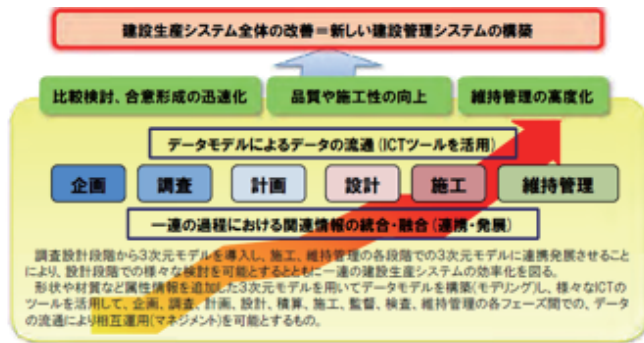 建設生産システム全体の改善＝新しい建設管理システムの構築
比較検討、合意形成の迅速化
品質や施工性の向上
維持管理の高度化
データモデルによるデータの流通(ICTツールを活用)
企画
調査
計画
設計
施工
維持管理
一連の過程における関連情報の統合・融合(連携・発展)
調査設計段階から3次元モデルを導入し、施工、維持管理の各段階での3次元モデルに連携発展させることに
より、設計段階での様々な検討を可能とするとともに一連の建設生産システムの効率化を図る。
形状や材質など属性情報を追加した3次元モデルを用いてデータモデルを構築(モデリング)し、様々なICTの
ツールを活用して、企画、調査、計画、設計、積算、施工、監督、検査、維持管理の各フェーズ間での、データ
の流通により相互運用(マネジメント)を可能とするもの。